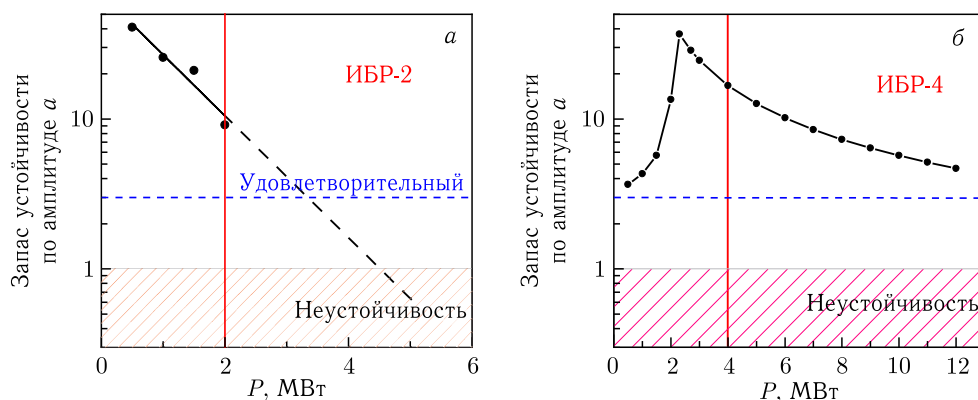 а
ИБР-2
Удовлетворительный
Неустойчивость
Запас устойчивости
по амплитуде a
10
1
0 2 4 6
P, МВт
б
ИБР-4
Неустойчивость
Запас устойчивости
по амплитуде a
10
1
0 2 4 6 8 10 12
P, МВт